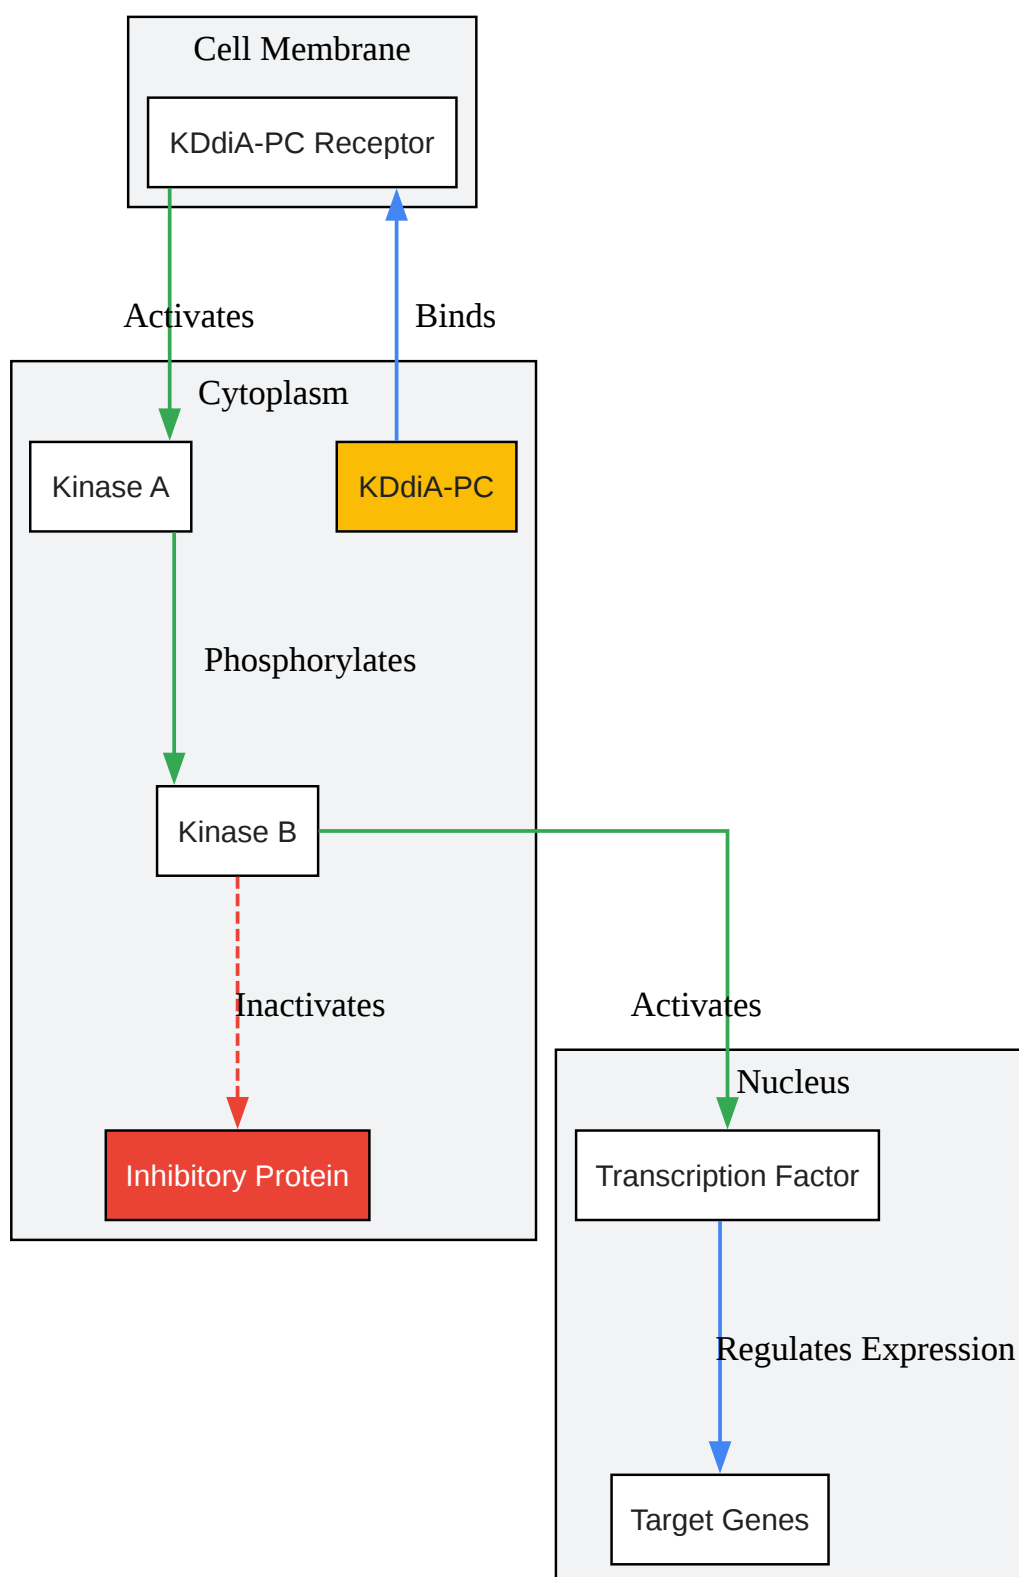 Cell Membrane
KDdiA-PC Receptor
Activates
Binds
Cytoplasm
Kinase A
KDdiA-PC
Phosphorylates
Kinase B
Inactivates
Activates
Nucleus
Inhibitory Protein
Transcription Factor
Regulates Expression
Target Genes